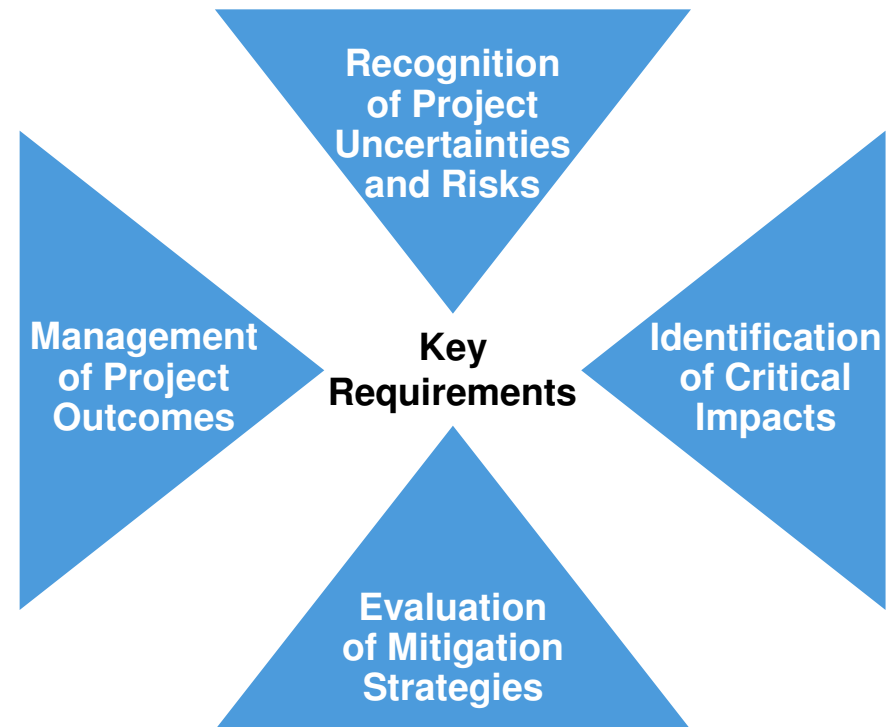 Recognition
of Project
Uncertainties
and Risks
Management
of Project
Outcomes
Key
Requirements
Identification
of Critical
Impacts
Evaluation
of Mitigation
Strategies